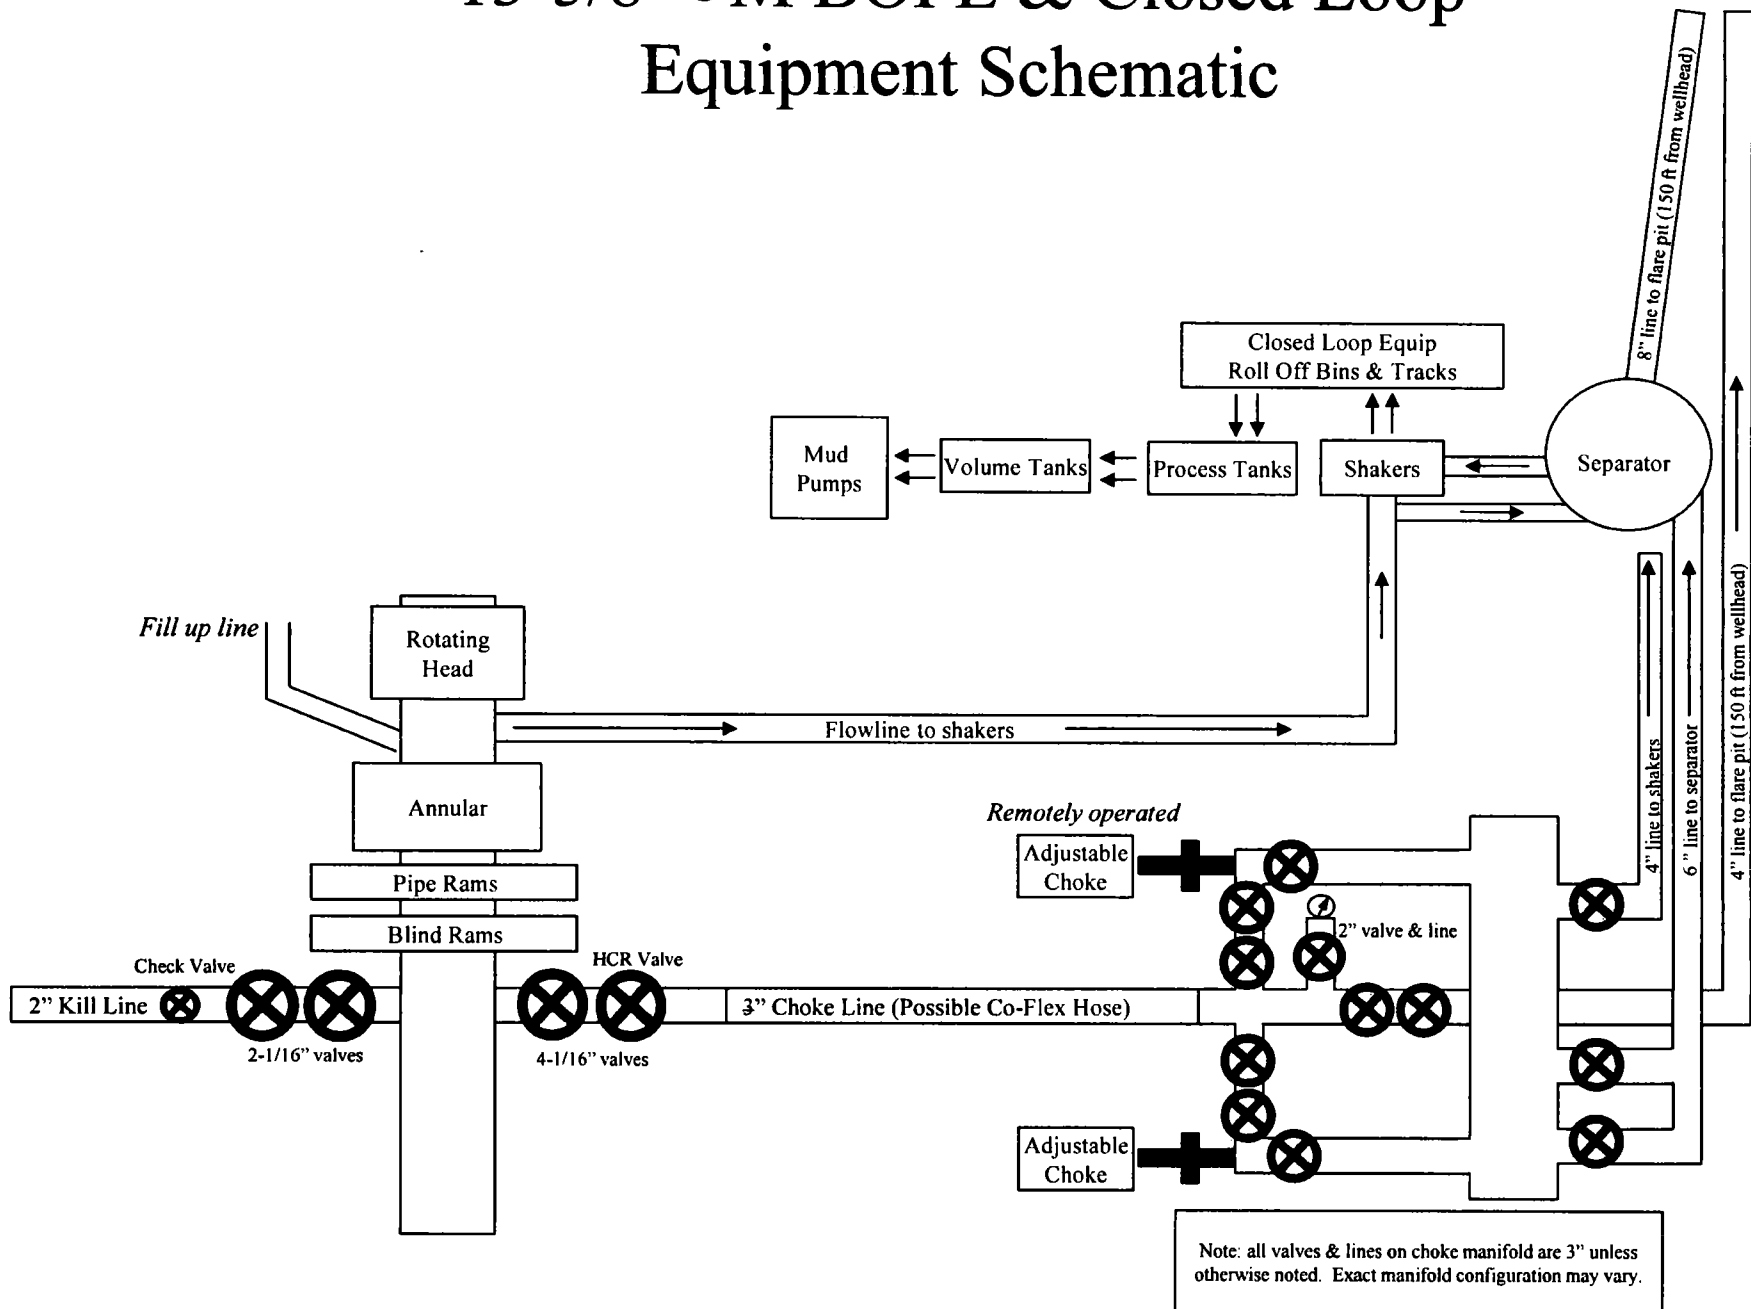 BOPE & Closed Loop
Equipment Schematic
8” line to flare pit (150 ft from wellhead)
Closed Loop Equip
Roll Off Bins & Tracks
Mud
Pumps
Volume Tanks
Process Tanks
Shakers
Separator
Fill up line
Rotating
Head
Flowline to shakers
Annular
Pipe Rams
Blind Rams
Remotely operated
Adjustable
Choke
2” valve & line
4” line to shakers
6 ” line to separator
4” line to flare pit (150 ft from wellhead)
Check Valve
HCR Valve
2” Kill Line
3” Choke Line (Possible Co-Flex Hose)
2-1/16” valves
4-1/16” valves
Adjustable
Choke
Note: all valves & lines on choke manifold are 3” unless
otherwise noted. Exact manifold configuration may vary.